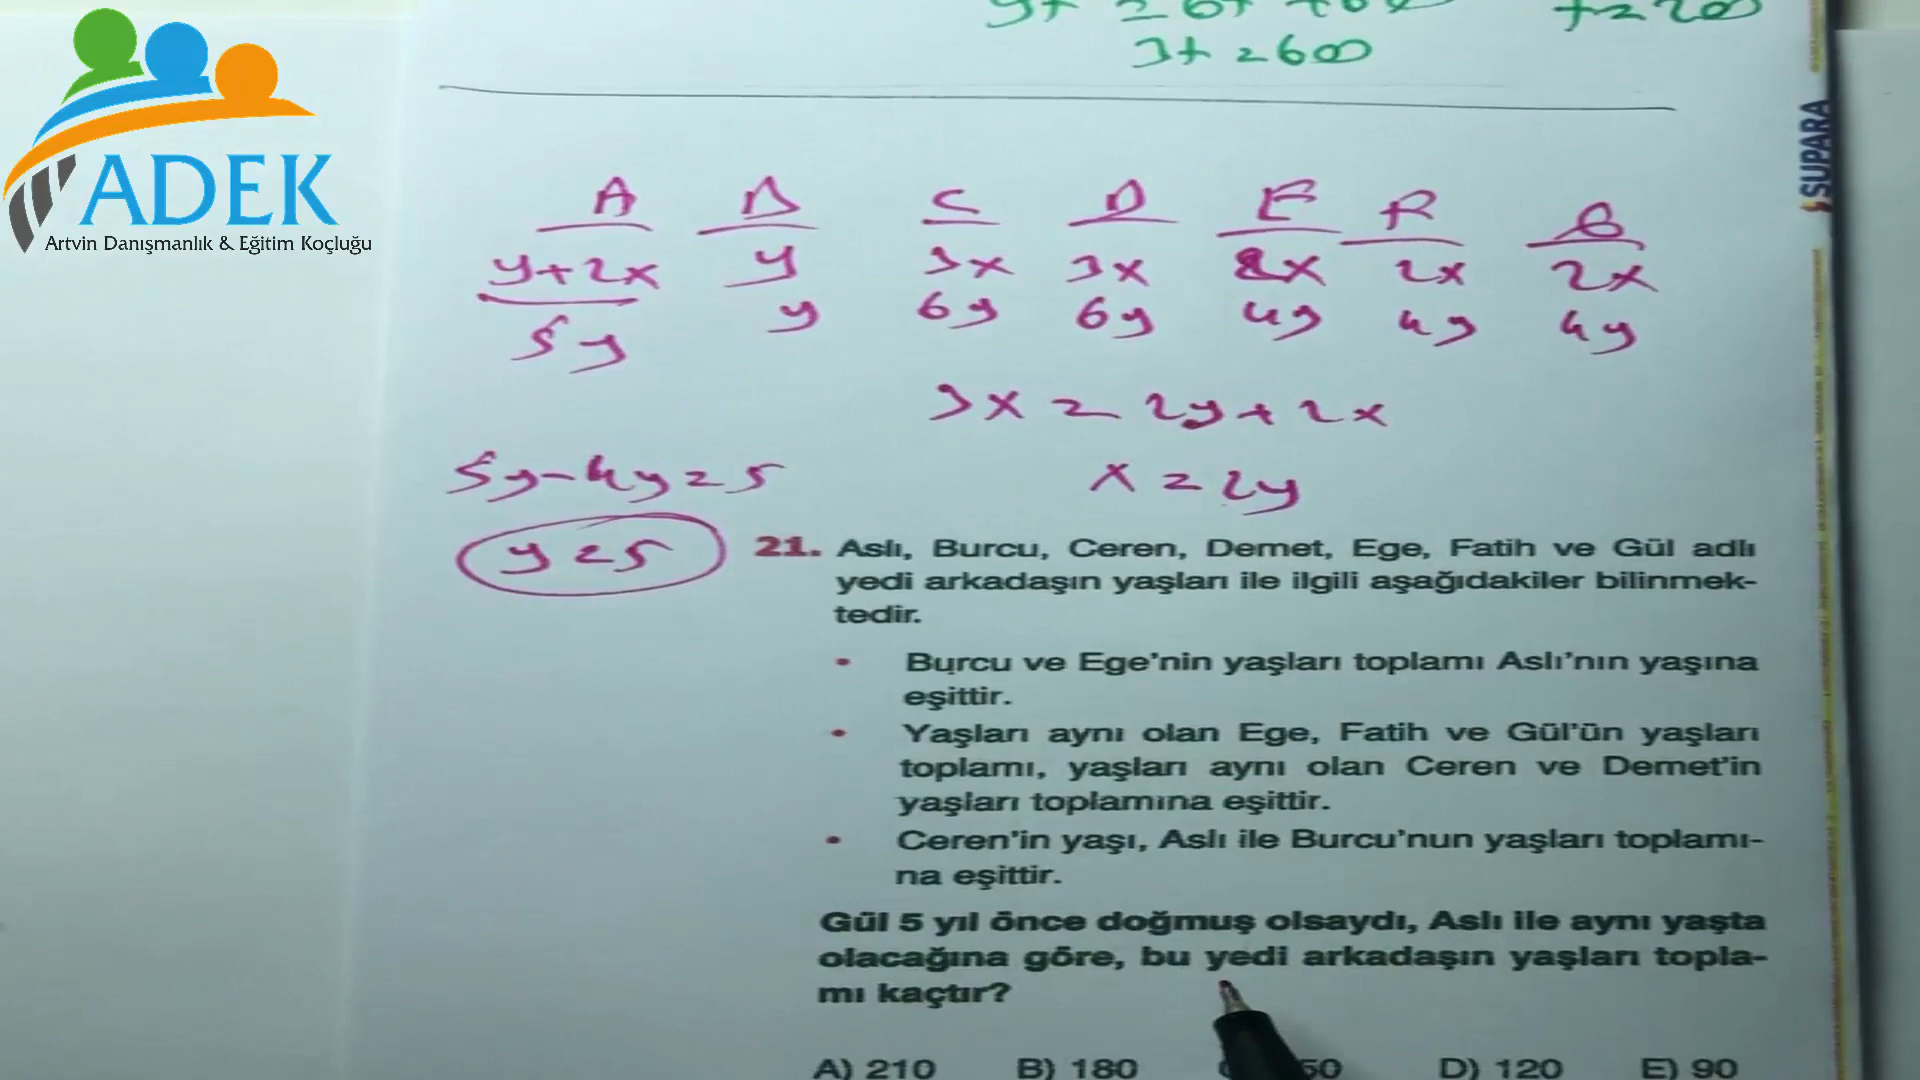 3+ 2600
ADEK
Artvin Danışmanlık & Eğitim Koçluğu
SUPARA
A B C D E F G
y+2x y 3x 3x 2x 2x 2x
5y y 6y 6y 4y 4y 4y
3x = 2y+2x
5y-4y=5 x = 2y
y=5
21. Aslı, Burcu, Ceren, Demet, Ege, Fatih ve Gül adlı
yedi arkadaşın yaşları ile ilgili aşağıdakiler bilinmek-
tedir.
• Burcu ve Ege'nin yaşları toplamı Aslı'nın yaşına
eşittir.
• Yaşları aynı olan Ege, Fatih ve Gül'ün yaşları
toplamı, yaşları aynı olan Ceren ve Demet'in
yaşları toplamına eşittir.
• Ceren'in yaşı, Aslı ile Burcu'nun yaşları toplamı-
na eşittir.
Gül 5 yıl önce doğmuş olsaydı, Aslı ile aynı yaşta
olacağına göre, bu yedi arkadaşın yaşları topla-
mı kaçtır?
A) 210 B) 180 50 D) 120 E) 90